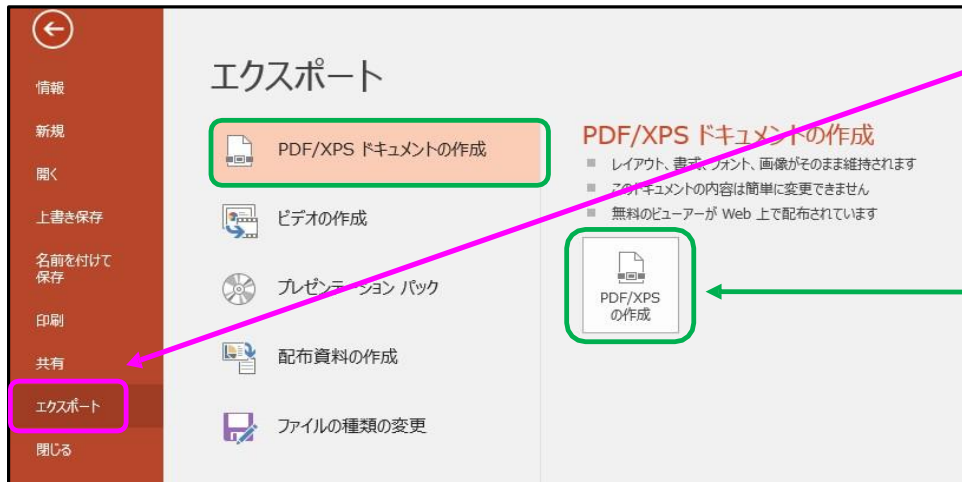 情報
新規
開く
上書き保存
名前を付けて
保存
印刷
共有
エクスポート
閉じる
エクスポート
PDF/XPS ドキュメントの作成
ビデオの作成
プレゼンテーション パック
配布資料の作成
ファイルの種類の変更
PDF/XPS ドキュメントの作成
レイアウト、書式、フォント、画像がそのまま維持されます
このドキュメントの内容は簡単に変更できません
無料のビューアーが Web 上で配布されています
PDF/XPS
の作成